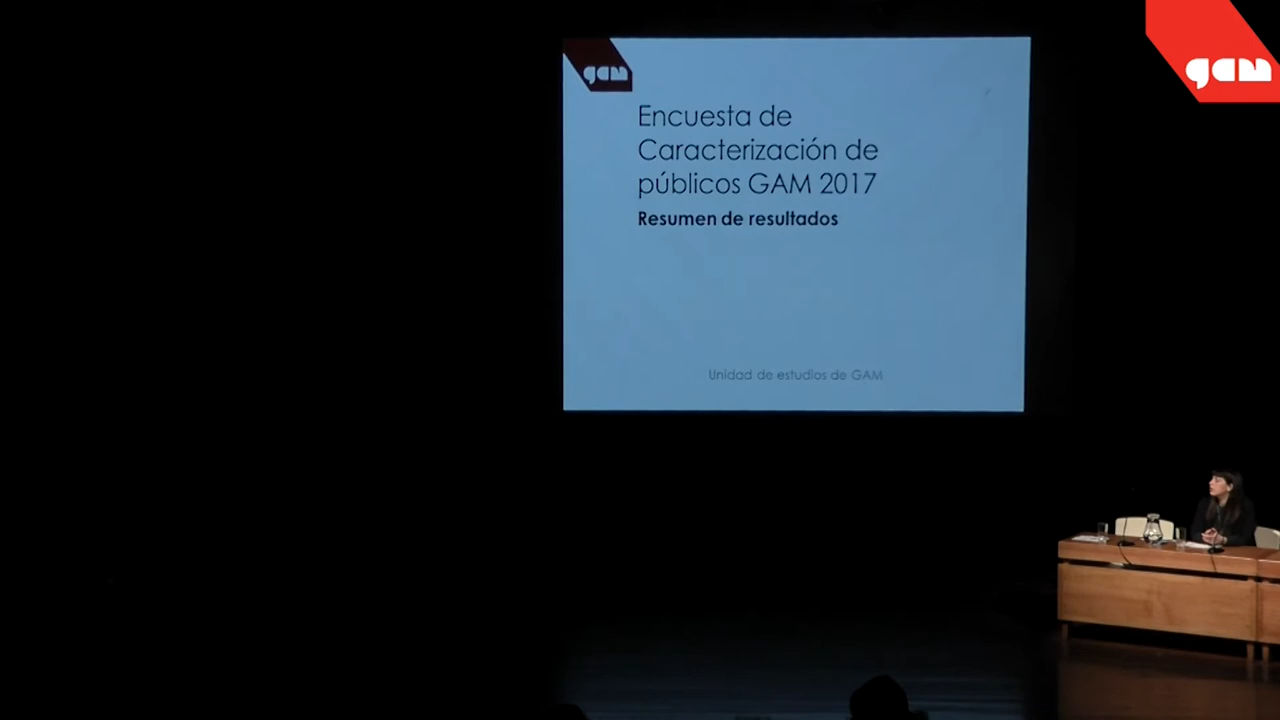 gam
gam
Encuesta de
Caracterización de
públicos GAM 2017
Resumen de resultados
Unidad de estudios de GAM